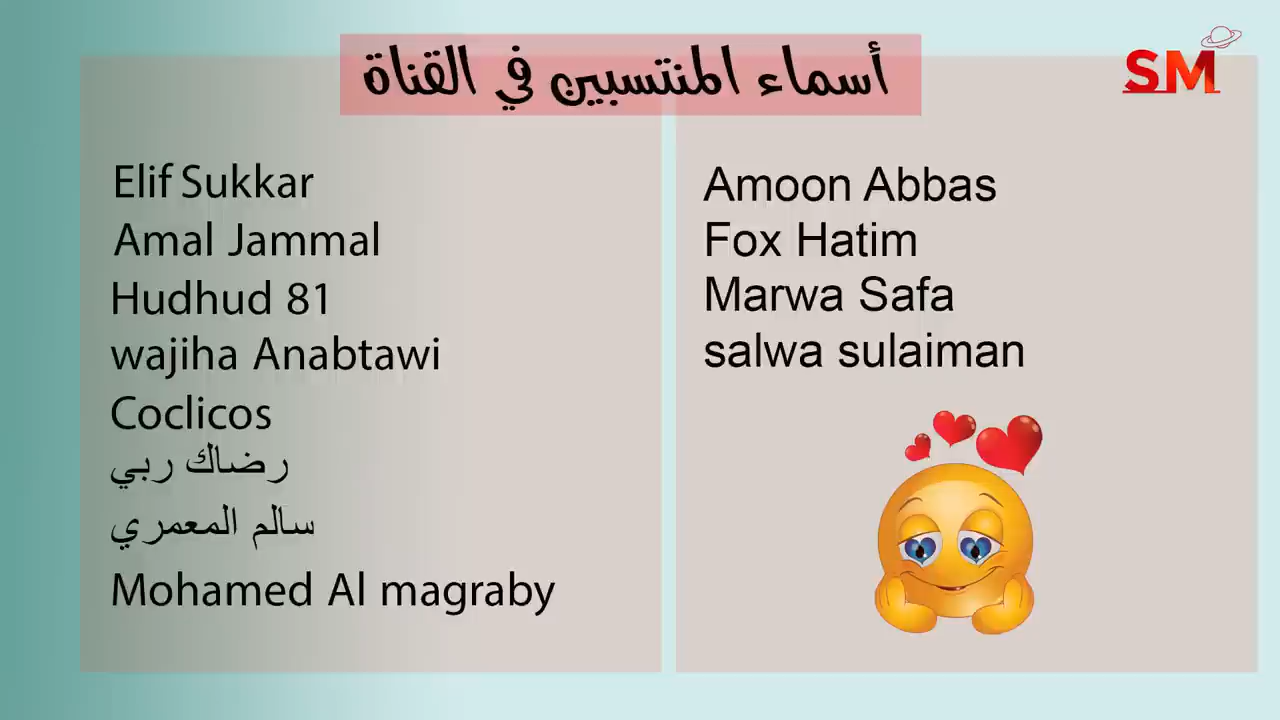 أسماء المنتسبين في القناة
SM
Elif Sukkar
Amal Jammal
Hudhud 81
wajiha Anabtawi
Coclicos
رضاك ربي
سالم المعمري
Mohamed Al magraby
Amoon Abbas
Fox Hatim
Marwa Safa
salwa sulaiman